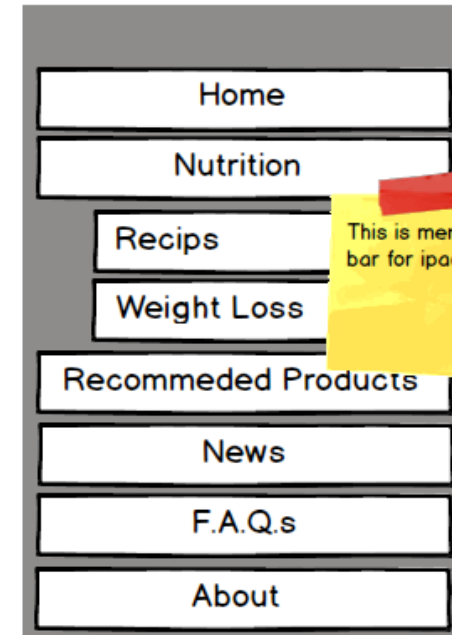 Home
Nutrition
Recips
This is
bar for
Weight Loss
Recommeded Products
News
F.A.Q.s
About